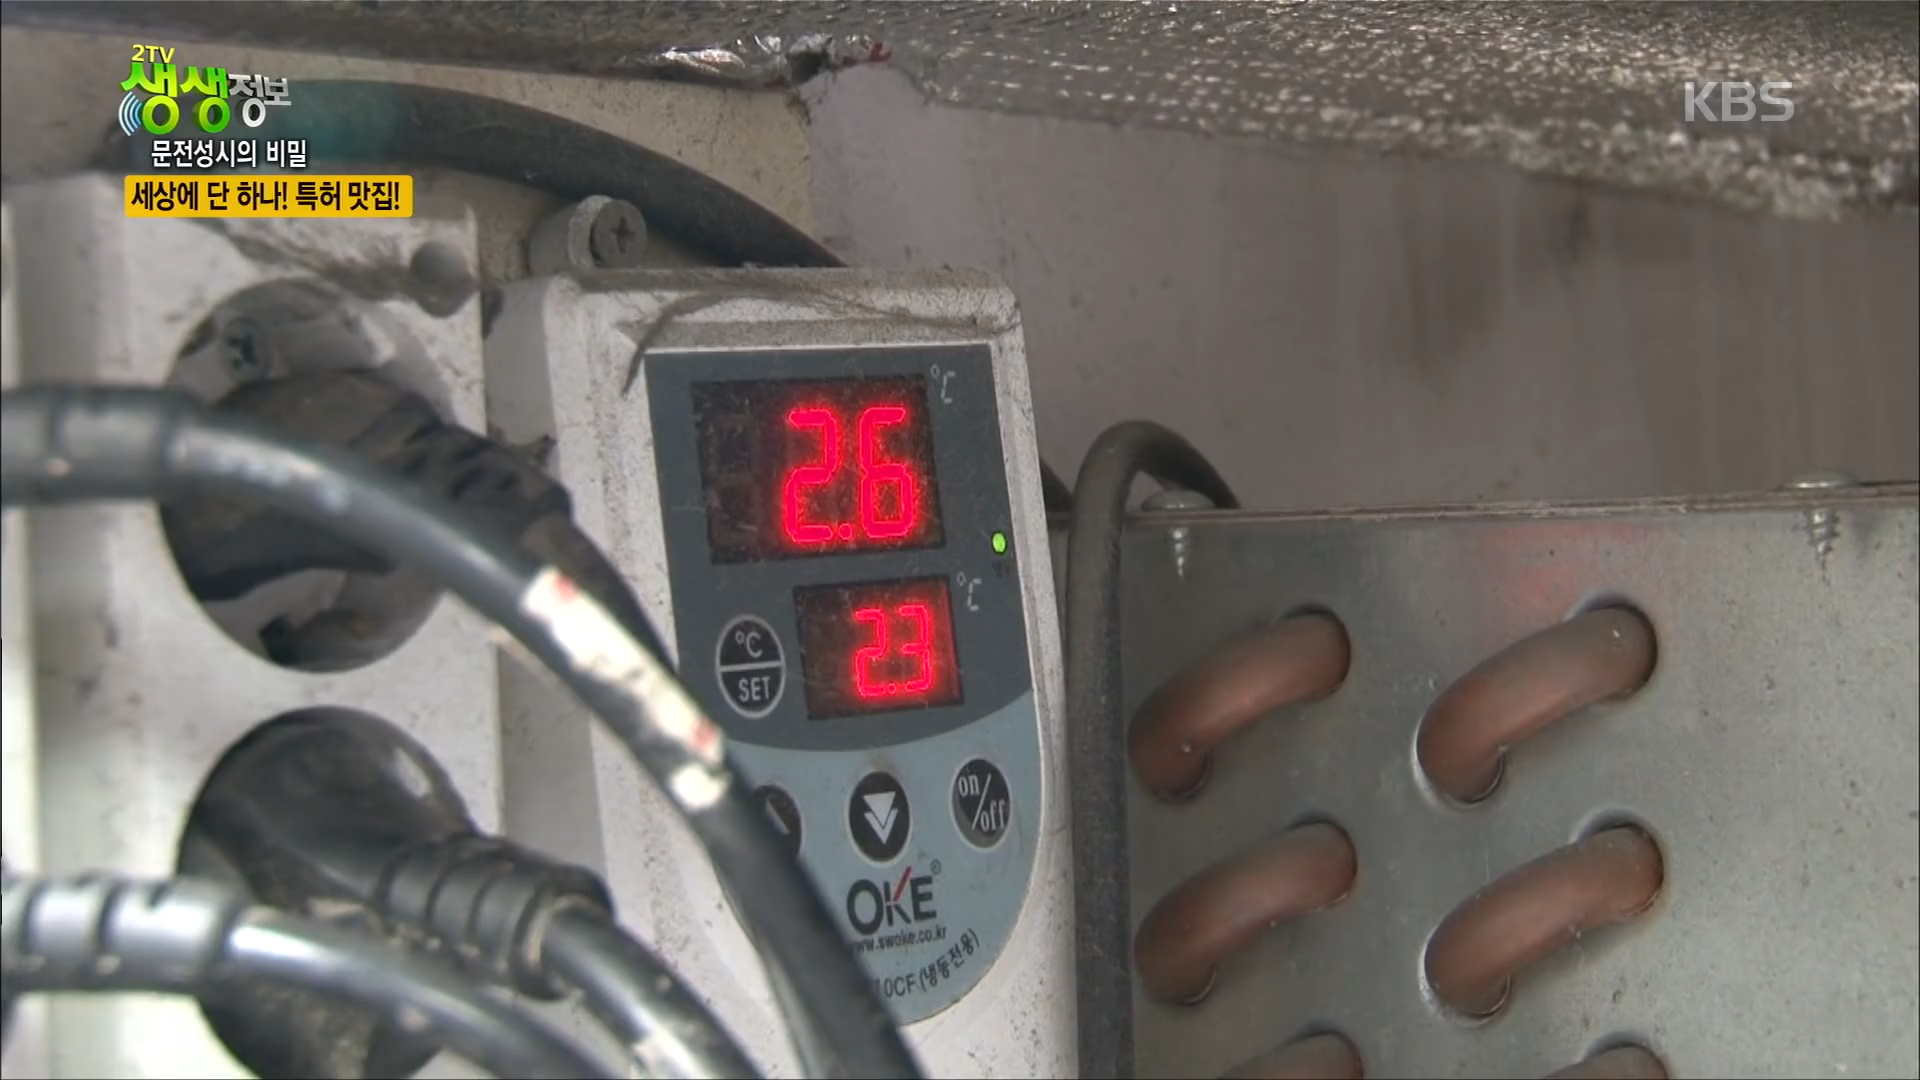 2TV
생생정보
문전성시의 비밀
세상에 단 하나! 특허 맛집!
KBS
2.6 °C
2.3 °C
°C
SET
on/off
OKE®
www.swoke.co.kr
10CF (냉동전용)